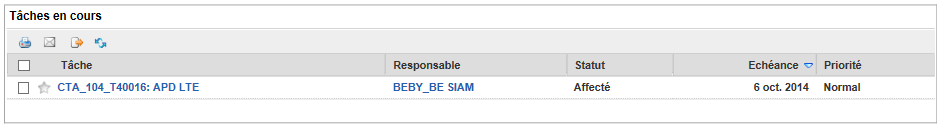 Tâches en cours
Tâche Responsable Statut Echéance Priorité
CTA_104_T40016: APD LTE BEBY_BE SIAM Affecté 6 oct. 2014 Normal